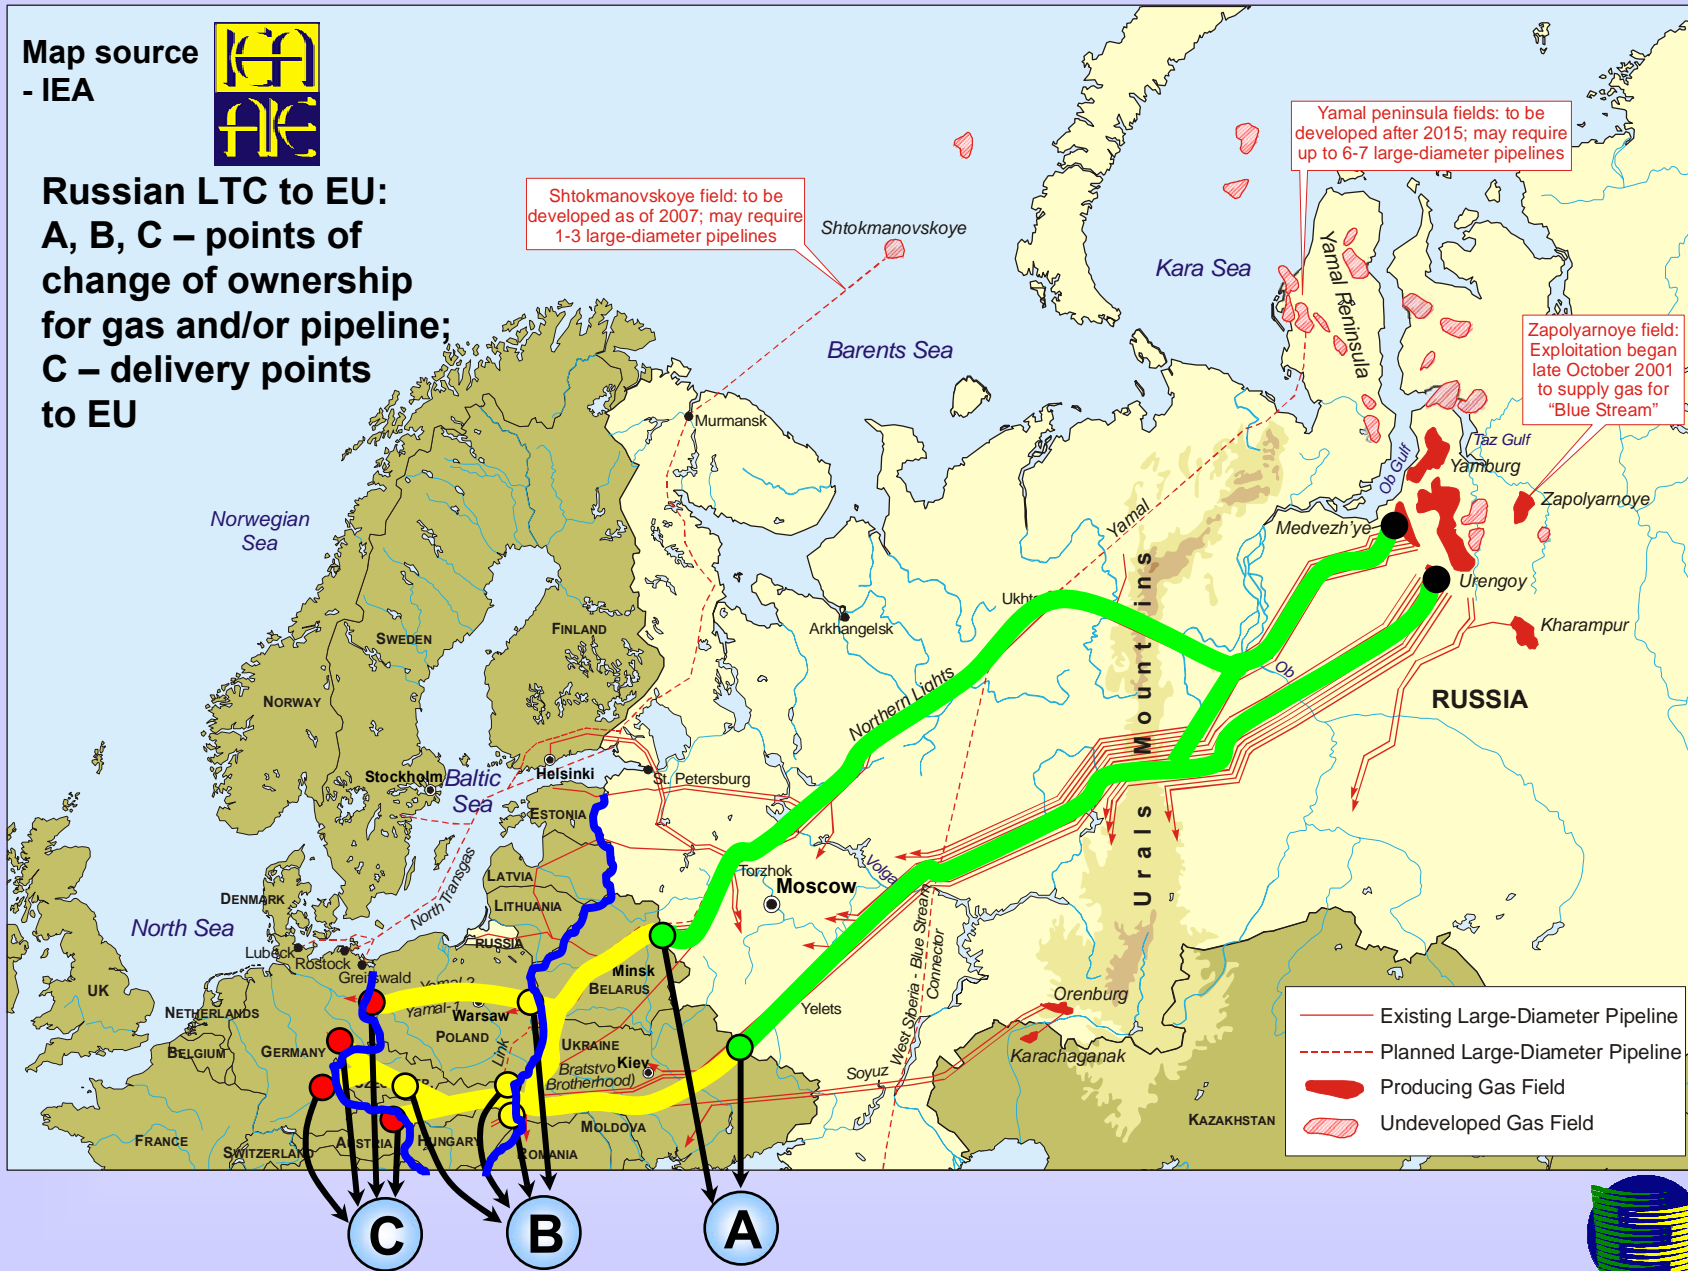 Map source
- IEA
Russian LTC to EU:
A, B, C – points of
change of ownership
for gas and/or pipeline;
C – delivery points
to EU
Yamal peninsula fields: to be
developed after 2015; may require
up to 6-7 large-diameter pipelines
Shtokmanovskoye field: to be
developed as of 2007; may require
1-3 large-diameter pipelines
Shtokmanovskoye
Kara Sea
Yamal Peninsula
Barents Sea
Zapolyarnoye field:
Exploitation began
late October 2001
to supply gas for
“Blue Stream”
Murmansk
Ob Gulf
Taz Gulf
Yamburg
Zapolyarnoye
Norwegian
Sea
Medvezh'ye
Yamal
Urengoy
Arkhangelsk
Kharampur
SWEDEN
FINLAND
NORWAY
Northern Lights
Urals Mountains
Ob
RUSSIA
Stockholm
Baltic
Sea
Helsinki
St. Petersburg
ESTONIA
Torzhok
Moscow
Volga
LATVIA
LITHUANIA
DENMARK
North Transgas
North Sea
RUSSIA
Lubeck
Rostock
Greifswald
Minsk
BELARUS
UK
NETHERLANDS
Yamal-2
Yamal-1
Warsaw
POLAND
Yelets
West Siberia - Blue Stream
Connector
Orenburg
Karachaganak
BELGIUM
GERMANY
Link
UKRAINE
Kiev
Bratstvo
Brotherhood)
Soyuz
FRANCE
SWITZERLAND
AUSTRIA
HUNGARY
ROMANIA
MOLDOVA
KAZAKHSTAN
Existing Large-Diameter Pipeline
Planned Large-Diameter Pipeline
Producing Gas Field
Undeveloped Gas Field
C
B
A